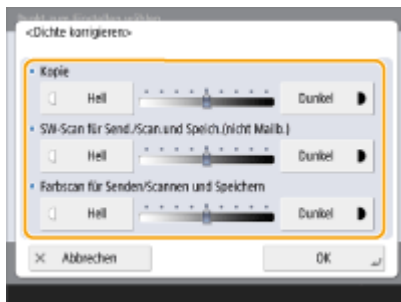 <Dichte korrigieren>
Kopie
Hell Dunkel
SW-Scan für Send./Scan.und Speich.(nicht Mailb.)
Hell Dunkel
Farbscan für Senden/Scannen und Speichern
Hell Dunkel
Abbrechen OK